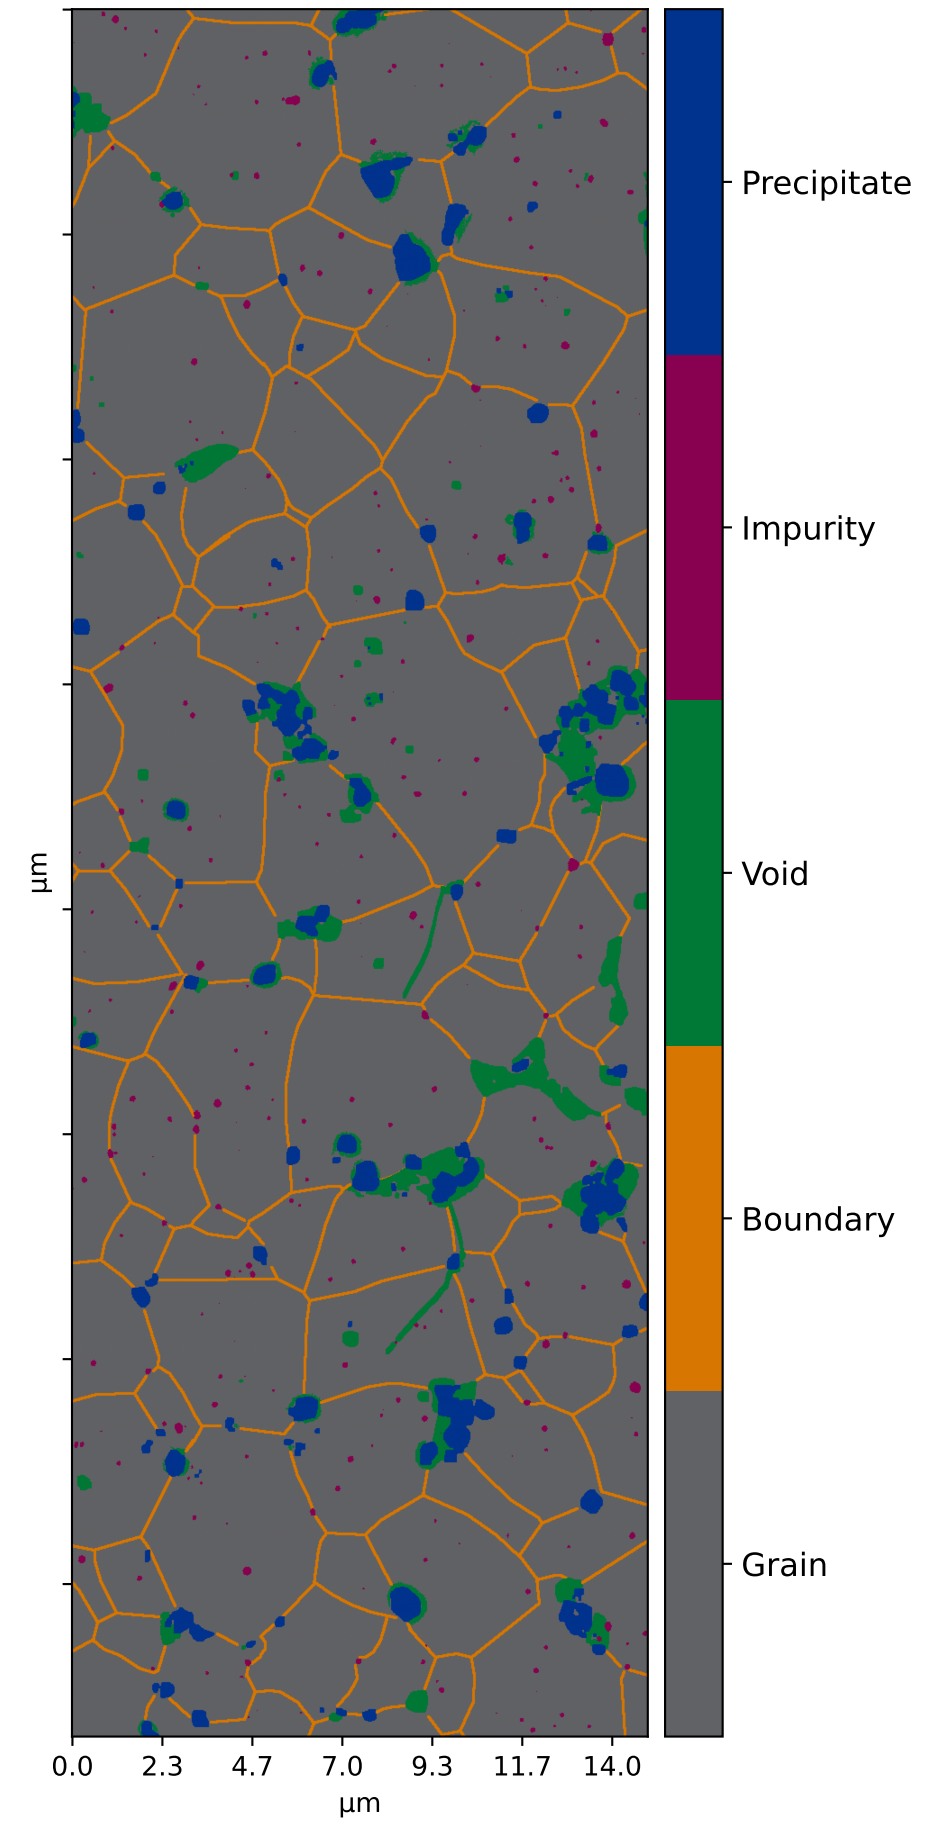 Precipitate
Impurity
Void
Boundary
Grain
µm
0.0 2.3 4.7 7.0 9.3 11.7 14.0
µm